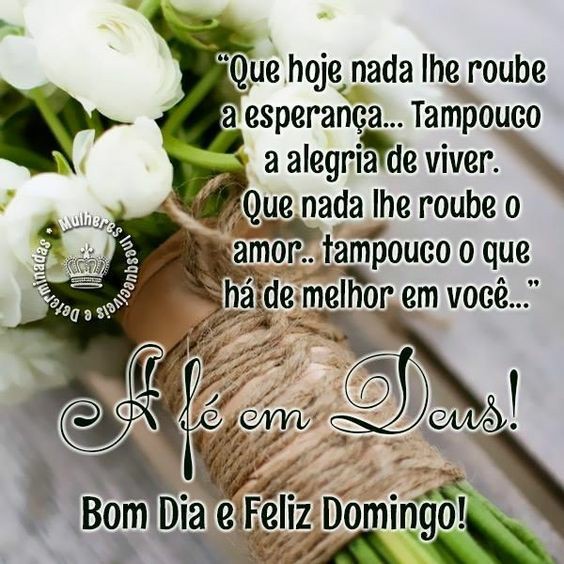 “Que hoje nada lhe roube
a esperança... Tampouco
a alegria de viver.
Que nada lhe roube o
amor.. tampouco o que
há de melhor em você...”
A fé em Deus!
Bom Dia e Feliz Domingo!
* Mulheres Inesquecíveis e Determinadas